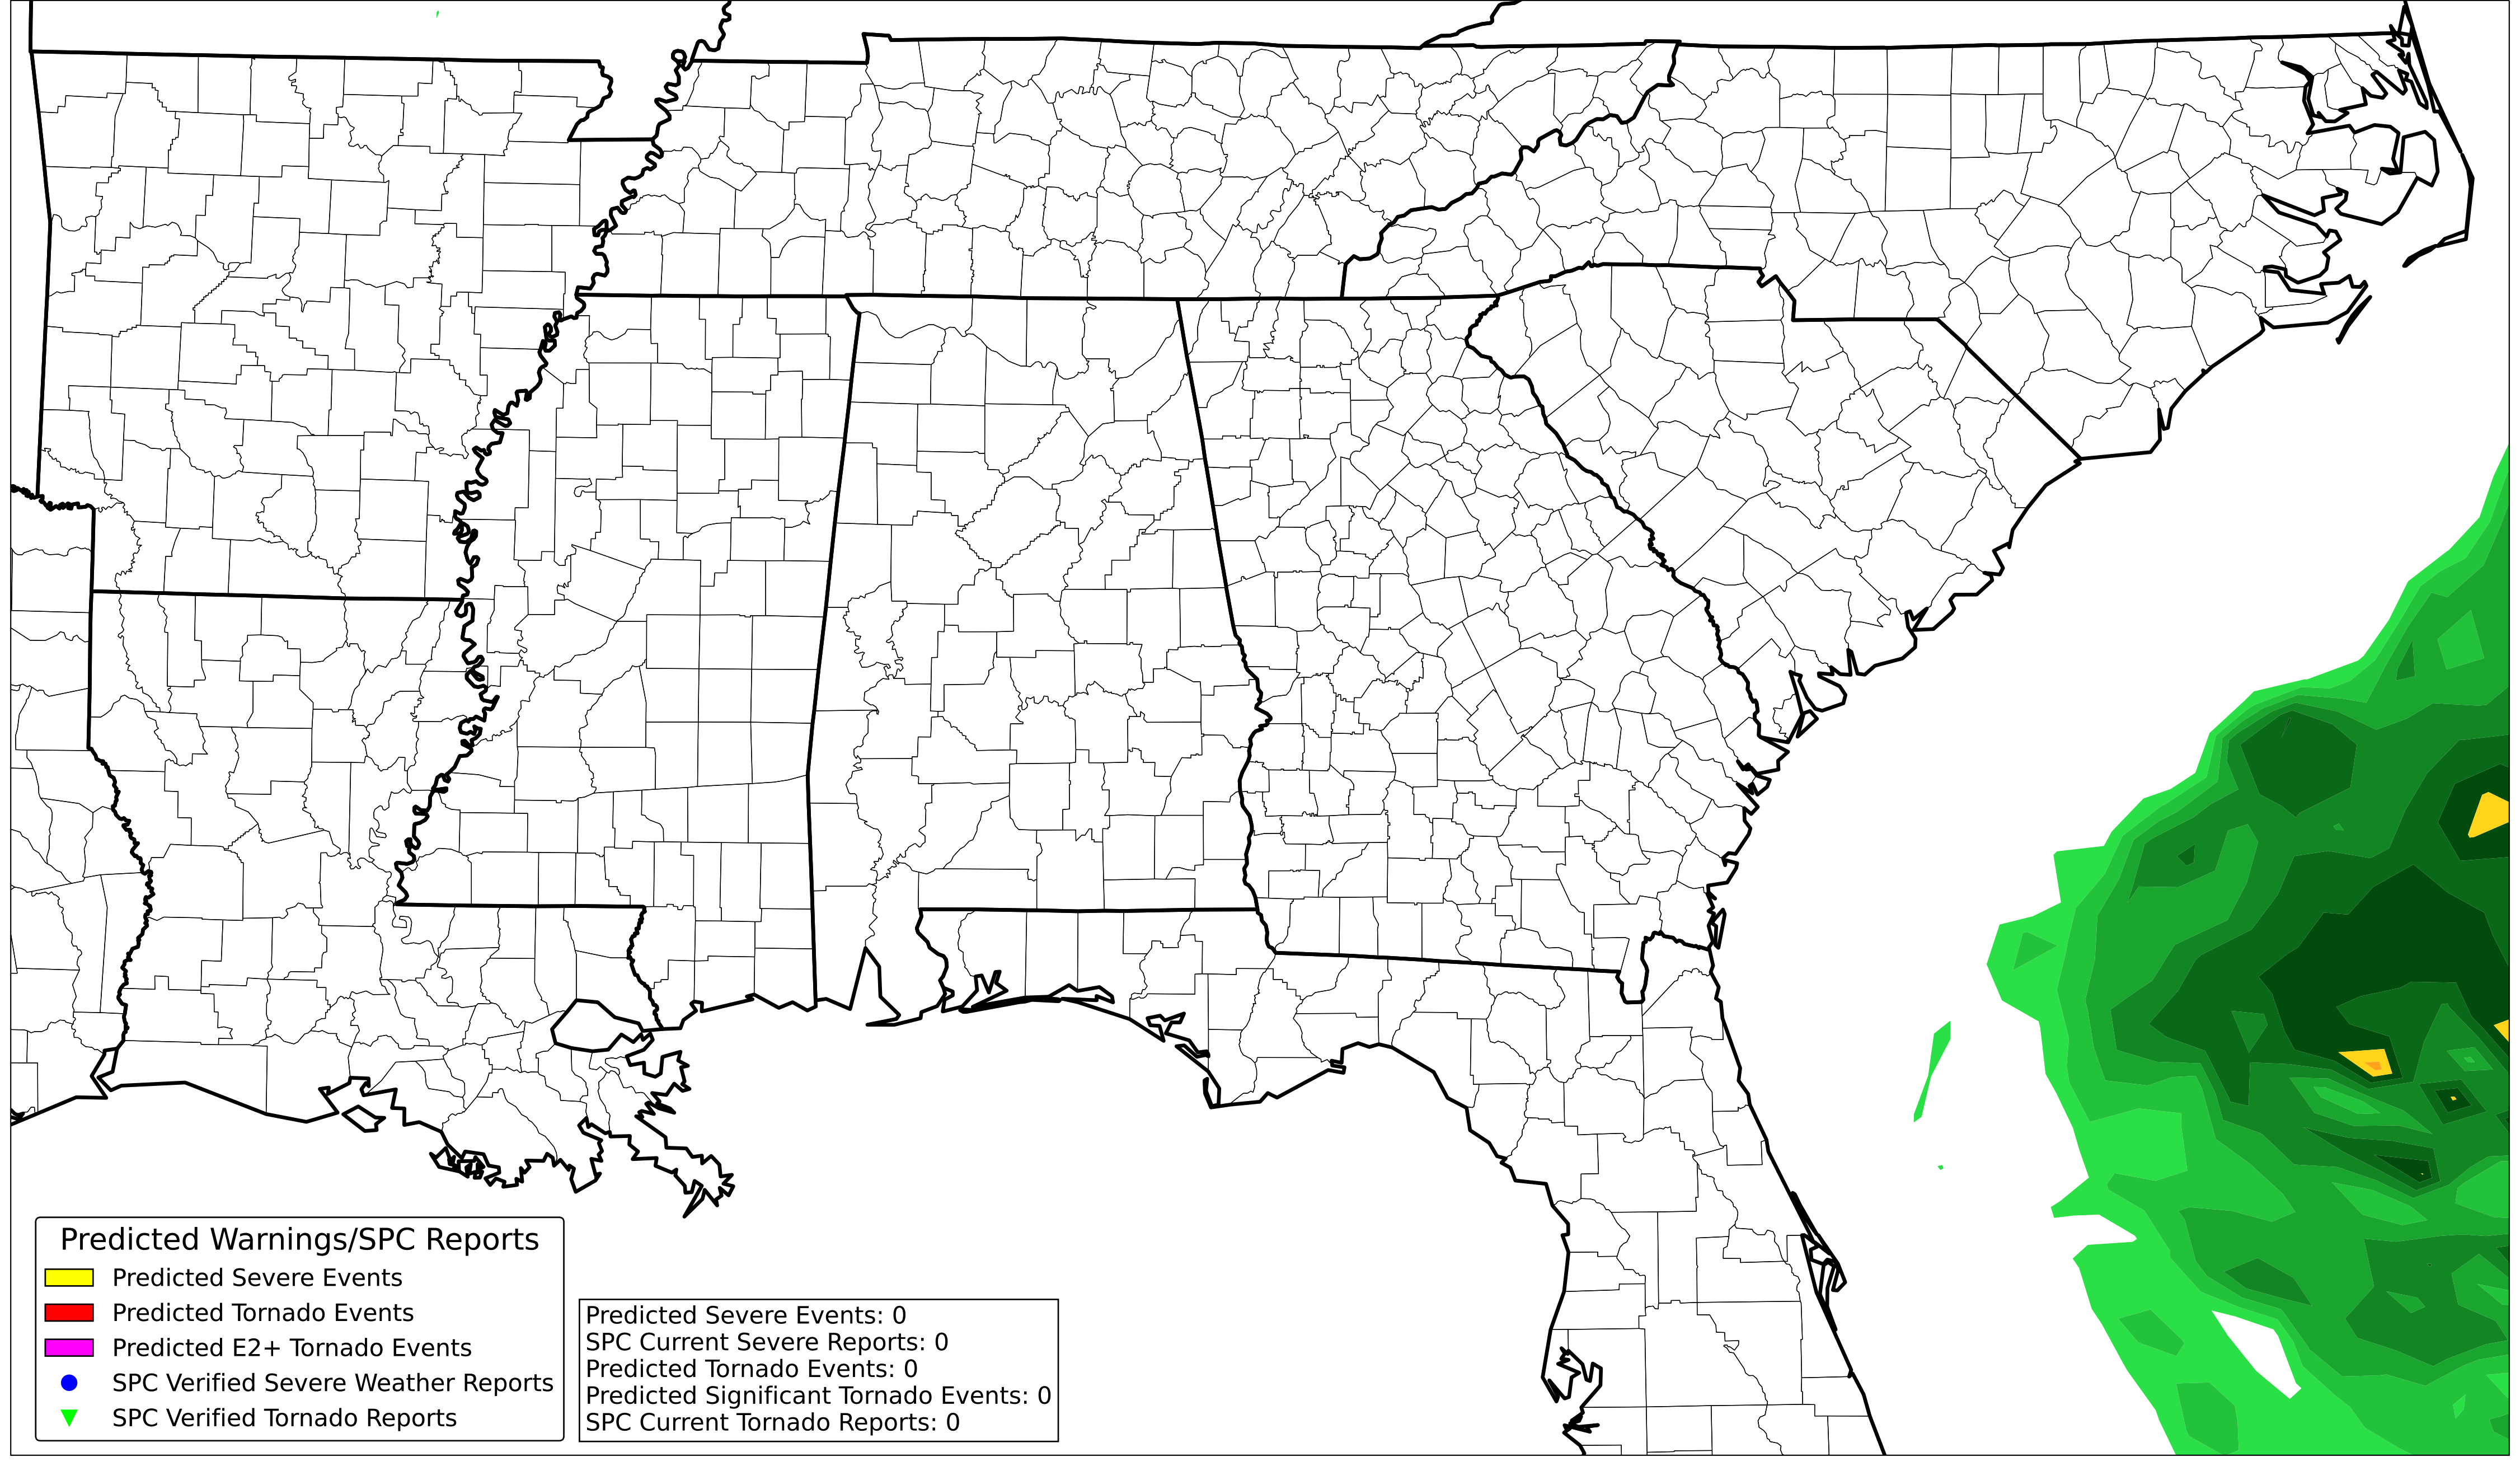 Predicted Warnings/SPC Reports
Predicted Severe Events
Predicted Tornado Events
Predicted E2+ Tornado Events
SPC Verified Severe Weather Reports
SPC Verified Tornado Reports
Predicted Severe Events: 0
SPC Current Severe Reports: 0
Predicted Tornado Events: 0
Predicted Significant Tornado Events: 0
SPC Current Tornado Reports: 0